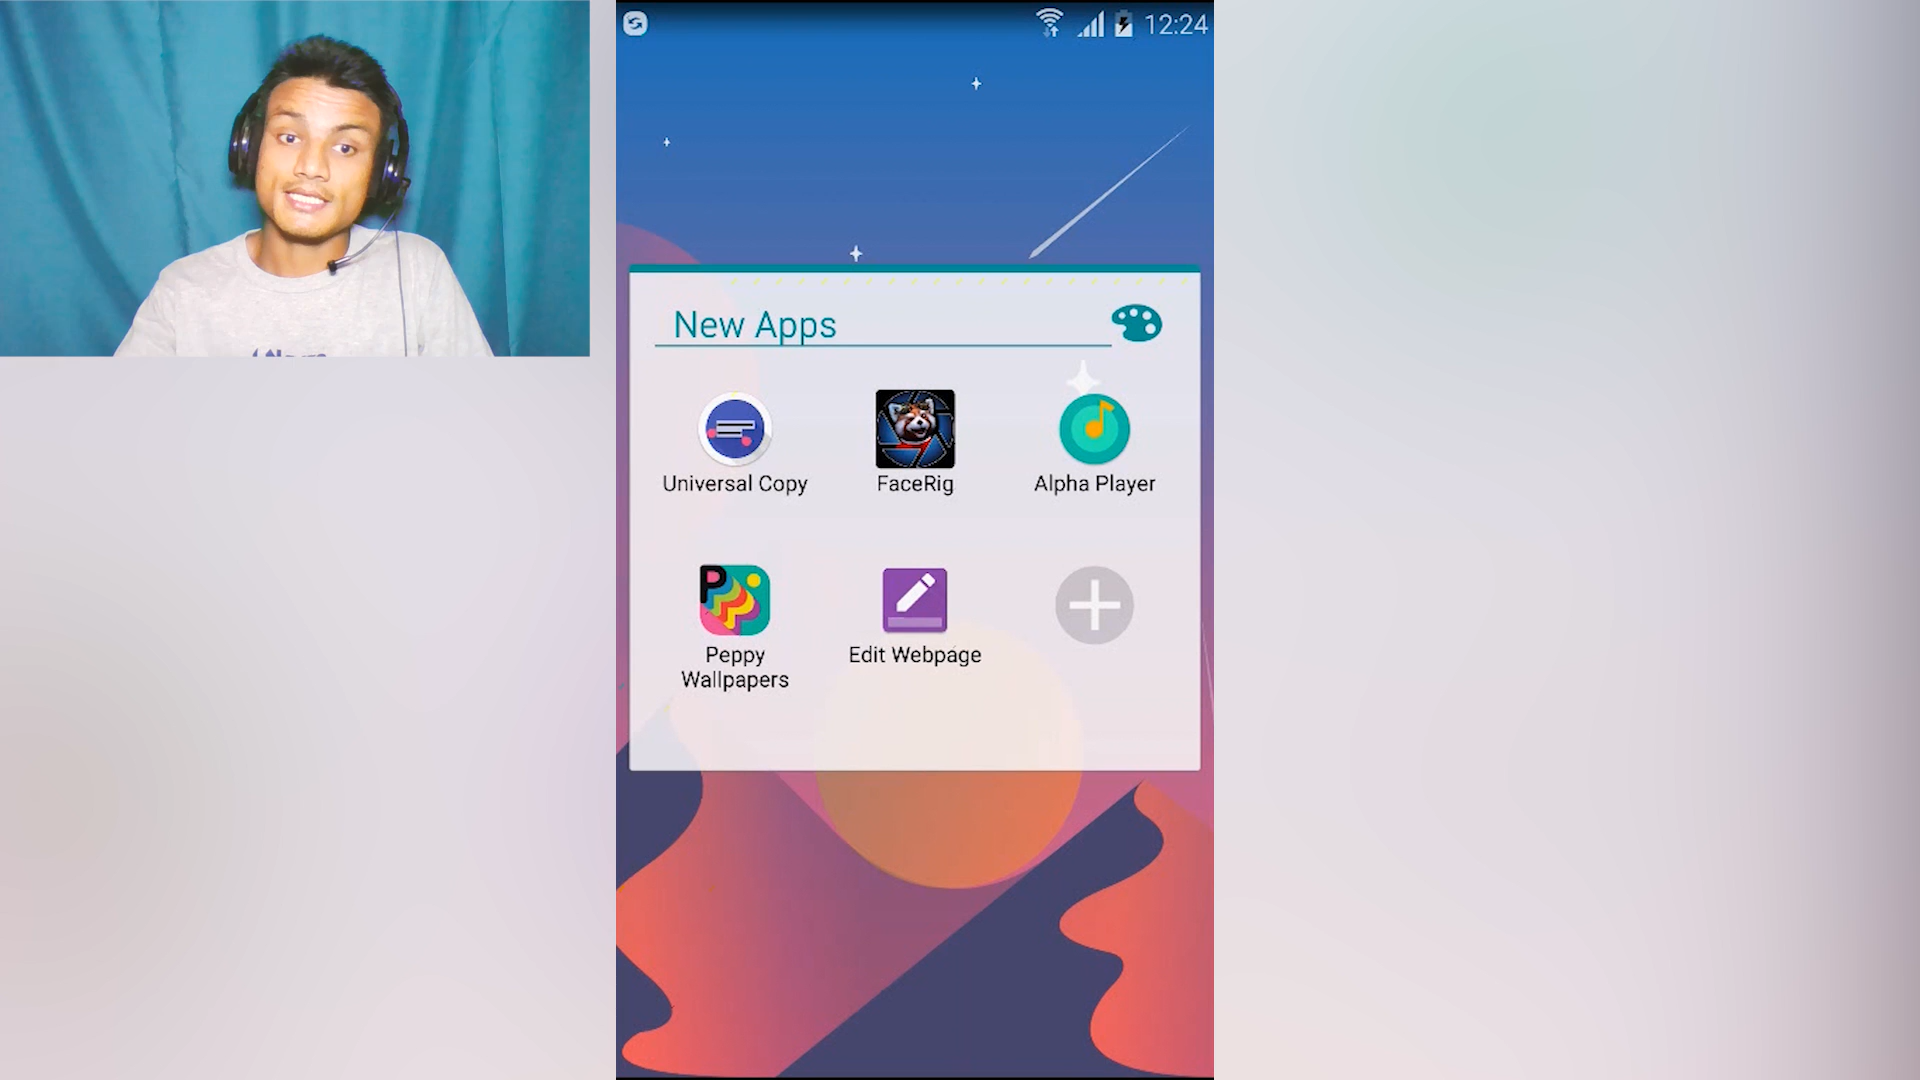 12:24
New Apps
Universal Copy
FaceRig
Alpha Player
Peppy
Wallpapers
Edit Webpage